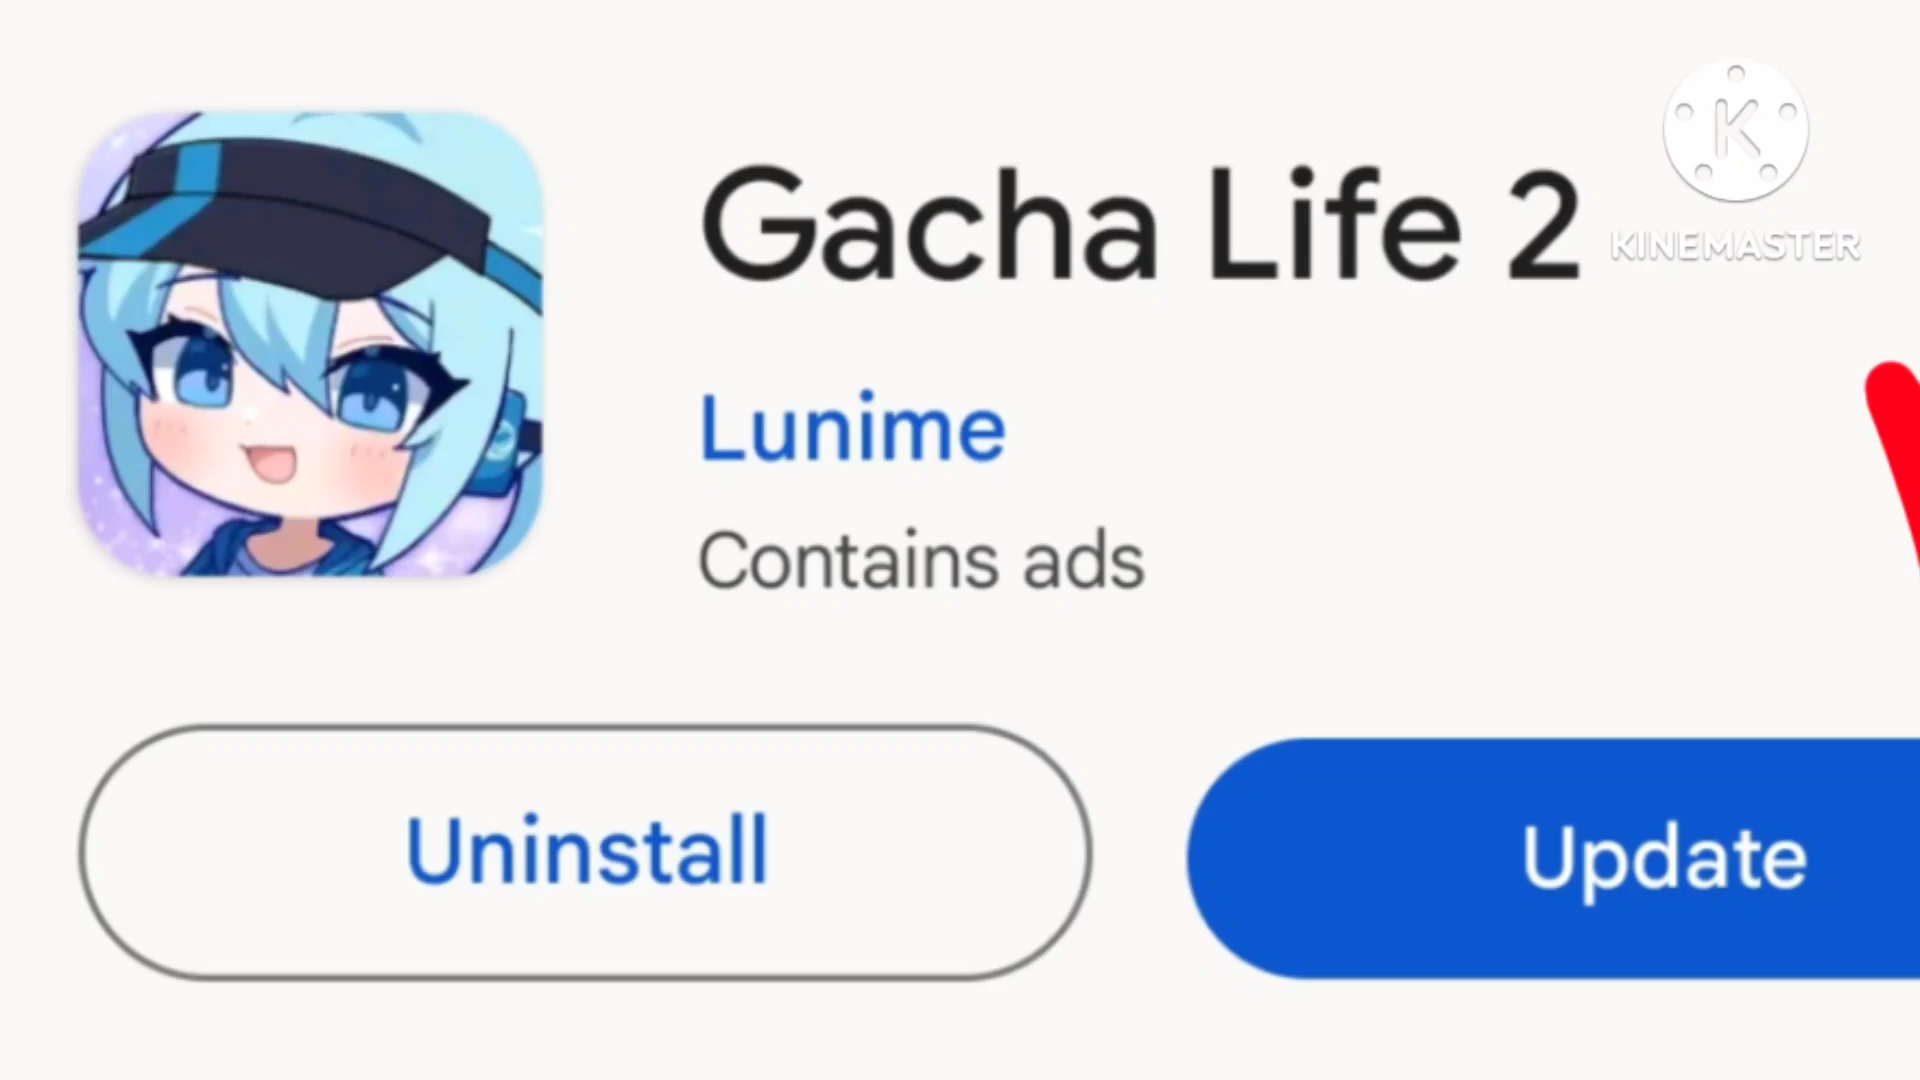 Gacha Life 2
K
KINEMASTER
Lunime
Contains ads
Uninstall
Update